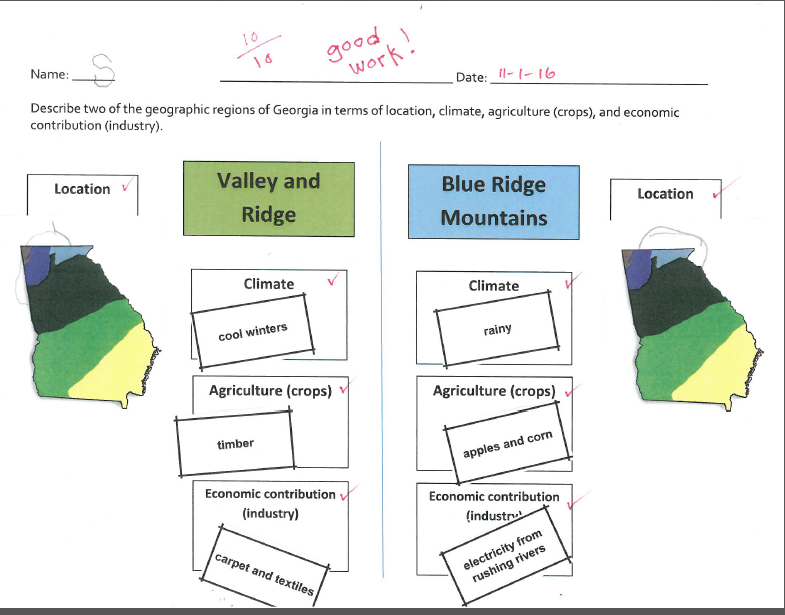 10
10
good
work!
Name: S
Date: 11-1-16
Describe two of the geographic regions of Georgia in terms of location, climate, agriculture (crops), and economic
contribution (industry).
Location
Valley and
Ridge
Blue Ridge
Mountains
Location
Climate
cool winters
Climate
rainy
Agriculture (crops)
timber
Agriculture (crops)
apples and corn
Economic contribution
(industry)
carpet and textiles
Economic contribution
(industry)
electricity from
rushing rivers